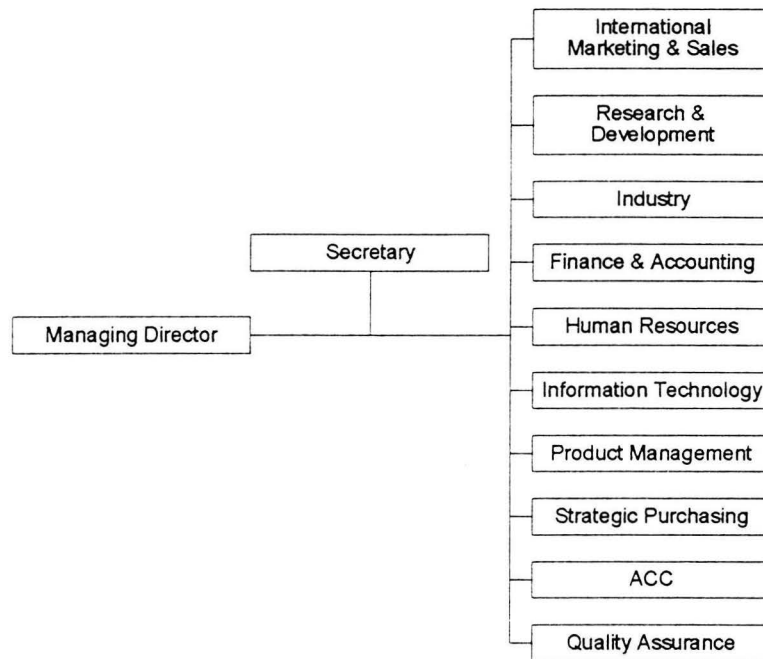 International
Marketing & Sales
Research &
Development
Industry
Secretary
Finance & Accounting
Managing Director
Human Resources
Information Technology
Product Management
Strategic Purchasing
ACC
Quality Assurance